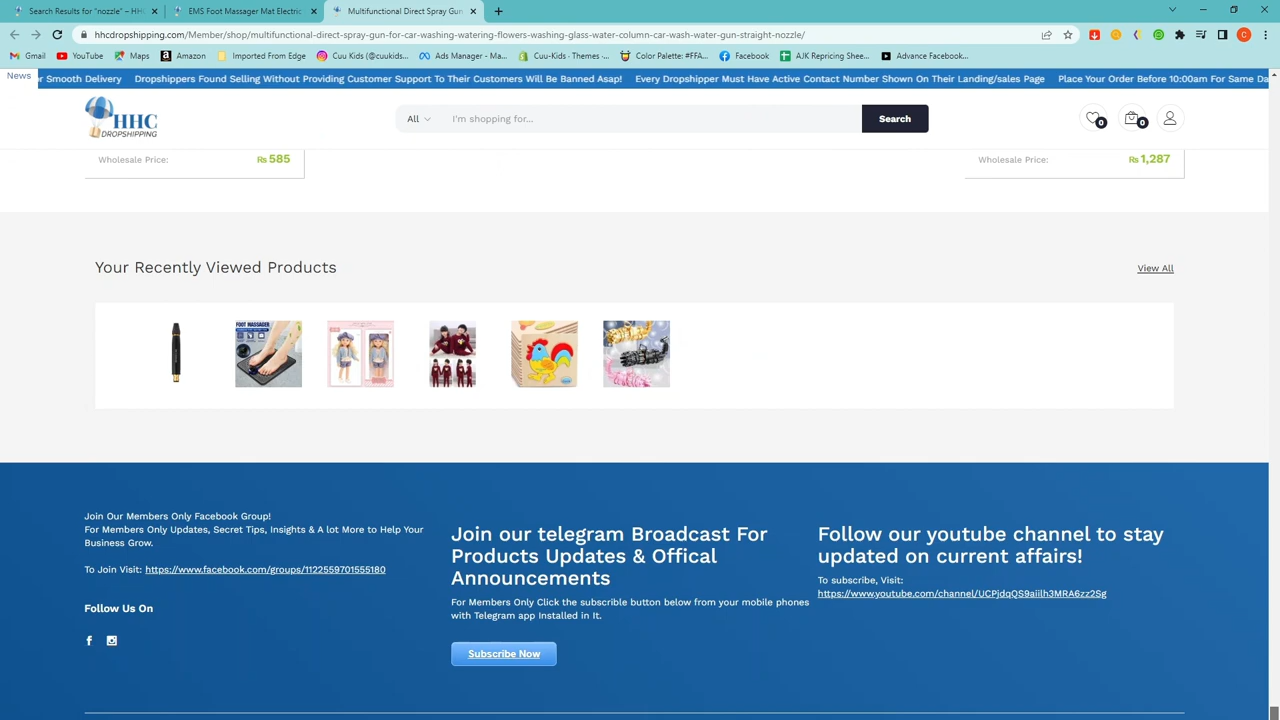 Search Results for "nozzle" – HH
EMS Foot Massager Mat Electric
Multifunctional Direct Spray Gun
hhcdropshipping.com/Member/shop/multifunctional-direct-spray-gun-for-car-washing-watering-flowers-washing-glass-water-column-car-wash-water-gun-straight-nozzle/
Gmail YouTube Maps Amazon Imported From Edge Cuu Kids (@cuukids... Ads Manager - Ma... Cuu-Kids · Themes ·... Color Palette: #FFA... Facebook AJK Repricing Shee... Advance Facebook...
News
r Smooth Delivery Dropshippers Found Selling Without Providing Customer Support To Their Customers Will Be Banned Asap! Every Dropshipper Must Have Active Contact Number Shown On Their Landing/sales Page Place Your Order Before 10:00am For Same Da
HHC
DROPSHIPPING
All
I'm shopping for...
Search
0
0
Wholesale Price: ₨ 585
Wholesale Price: ₨ 1,287
Your Recently Viewed Products
View All
FOOT MASSAGER
Join Our Members Only Facebook Group!
For Members Only Updates, Secret Tips, Insights & A lot More to Help Your
Business Grow.
To Join Visit: https://www.facebook.com/groups/1122559701555180
Follow Us On
Join our telegram Broadcast For
Products Updates & Offical
Announcements
For Members Only Click the subscrible button below from your mobile phones
with Telegram app Installed in It.
Subscribe Now
Follow our youtube channel to stay
updated on current affairs!
To subscribe, Visit:
https://www.youtube.com/channel/UCPjdqQS9aiilh3MRA6zz2Sg